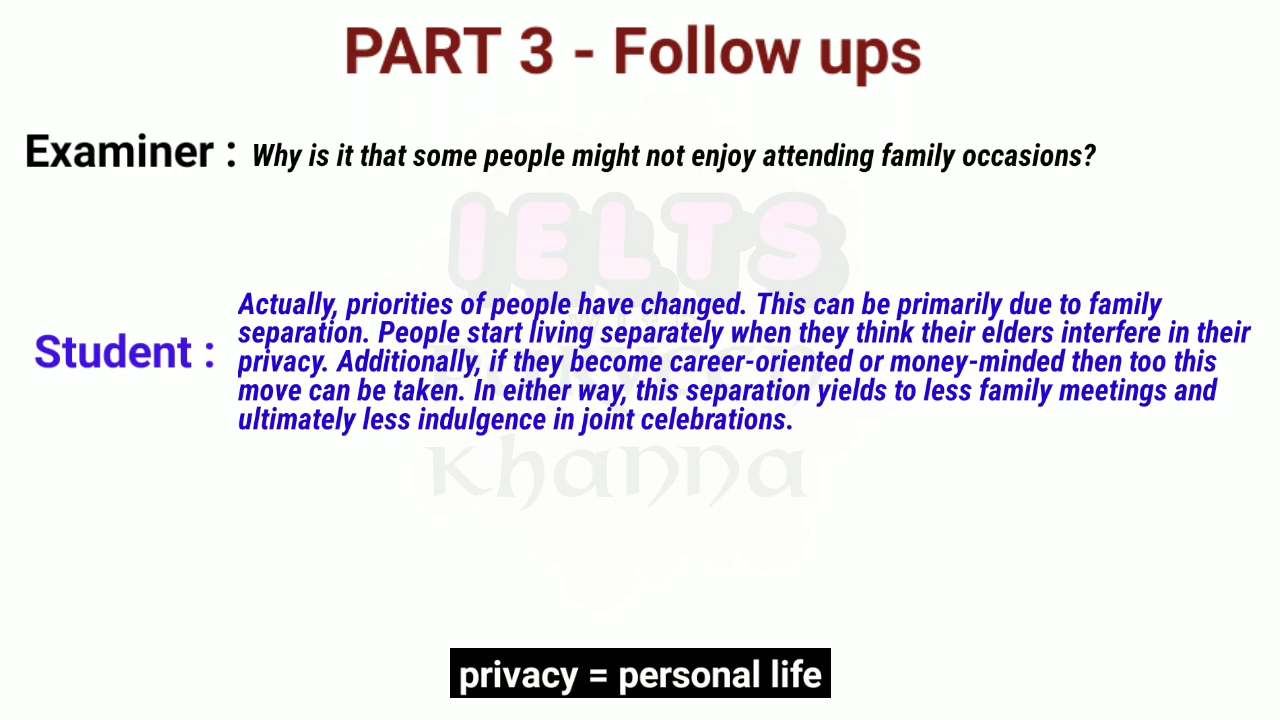 PART 3 - Follow ups
Examiner : Why is it that some people might not enjoy attending family occasions?
IELTS
Actually, priorities of people have changed. This can be primarily due to family
separation. People start living separately when they think their elders interfere in their
Student : privacy. Additionally, if they become career-oriented or money-minded then too this
move can be taken. In either way, this separation yields to less family meetings and
ultimately less indulgence in joint celebrations.
Khanna
privacy = personal life